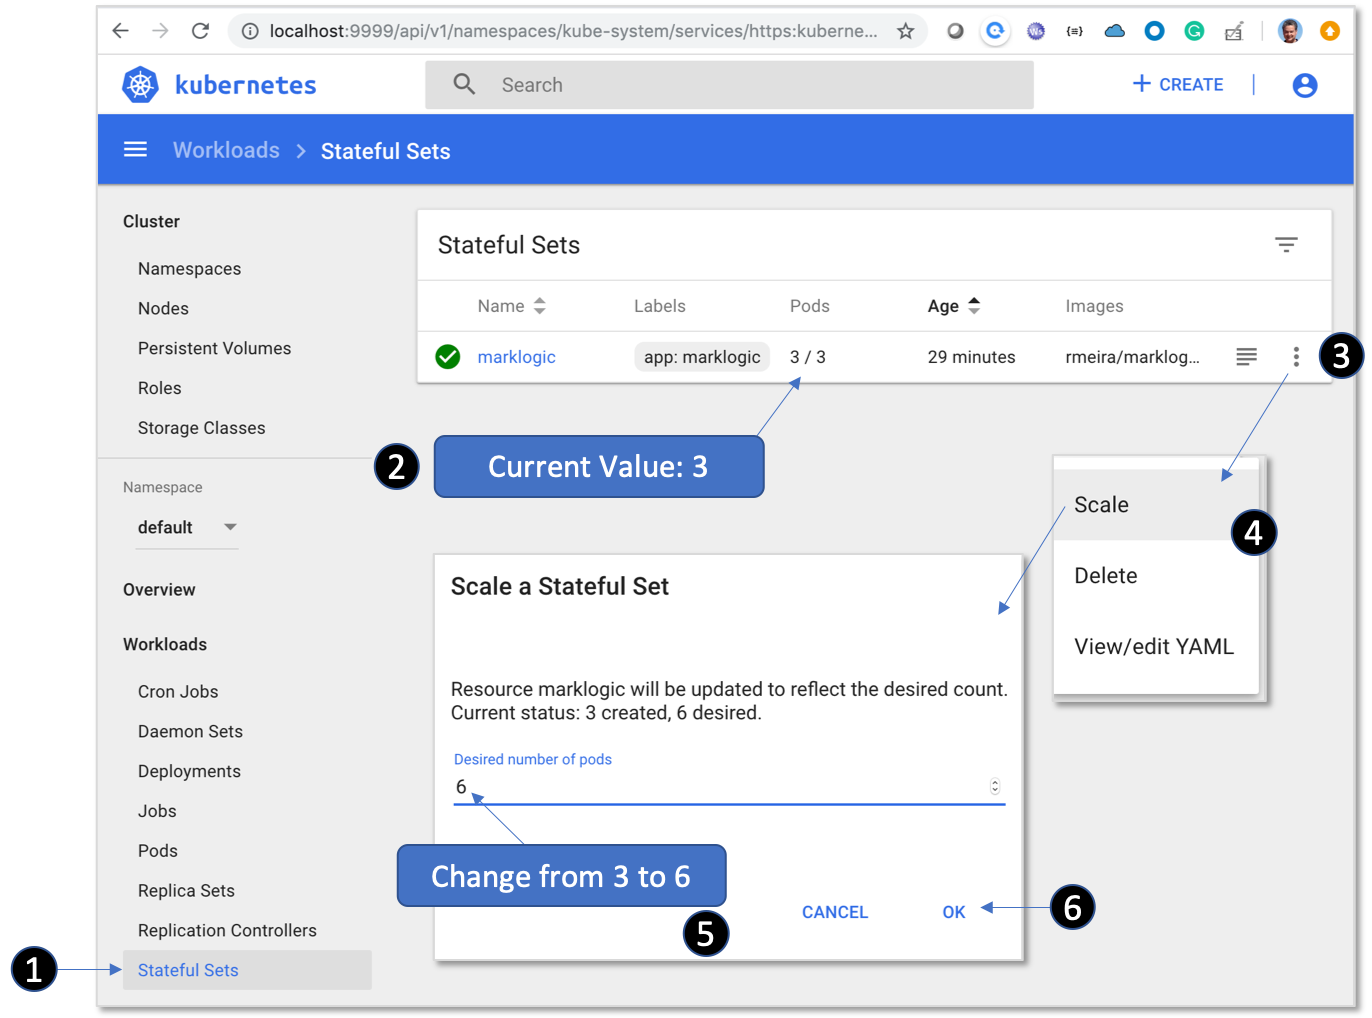 localhost:9999/api/v1/namespaces/kube-system/services/https:kuberne...
kubernetes
Search
+ CREATE
Workloads > Stateful Sets
Cluster
Namespaces
Nodes
Persistent Volumes
Roles
Storage Classes
Namespace
default
Overview
Workloads
Cron Jobs
Daemon Sets
Deployments
Jobs
Pods
Replica Sets
Replication Controllers
1
Stateful Sets
Stateful Sets
Name Labels Pods Age Images
marklogic app: marklogic 3 / 3 29 minutes rmeira/marklog...
3
2
Current Value: 3
Scale
4
Delete
View/edit YAML
Scale a Stateful Set
Resource marklogic will be updated to reflect the desired count.
Current status: 3 created, 6 desired.
Desired number of pods
6
Change from 3 to 6
5
CANCEL OK
6